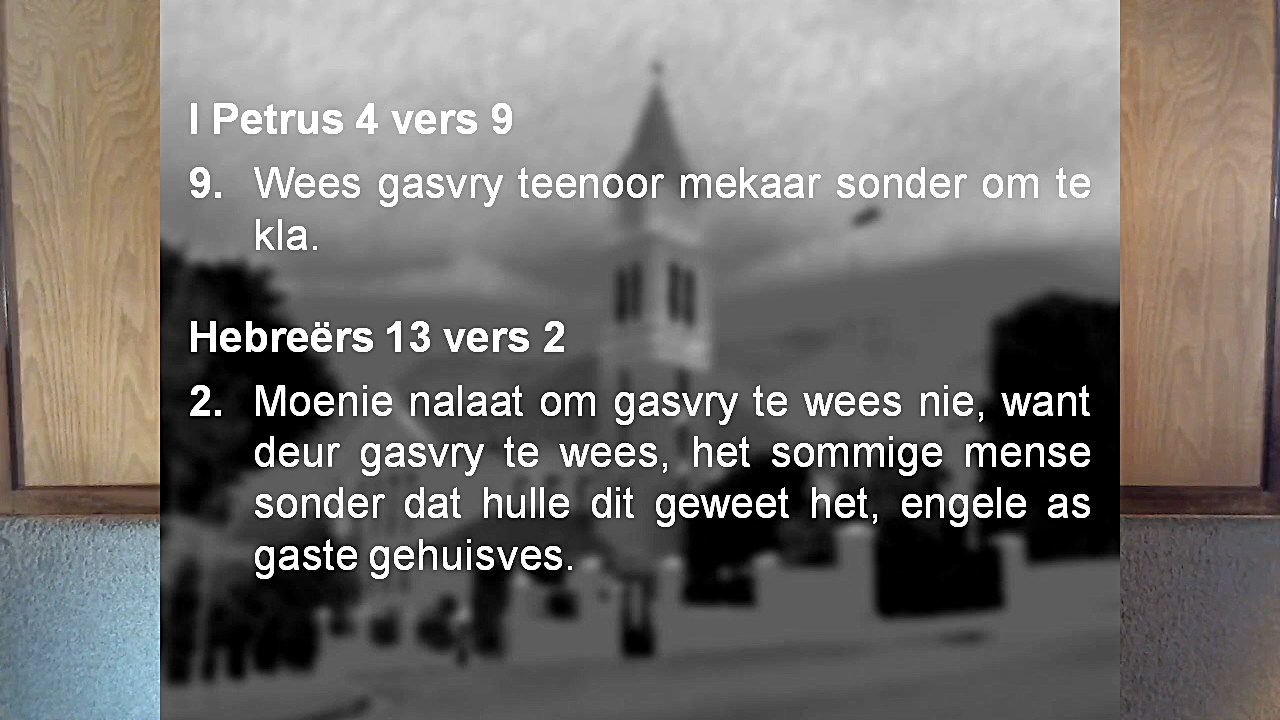 I Petrus 4 vers 9
9. Wees gasvry teenoor mekaar sonder om te
kla.
Hebreërs 13 vers 2
2. Moenie nalaat om gasvry te wees nie, want
deur gasvry te wees, het sommige mense
sonder dat hulle dit geweet het, engele as
gaste gehuisves.